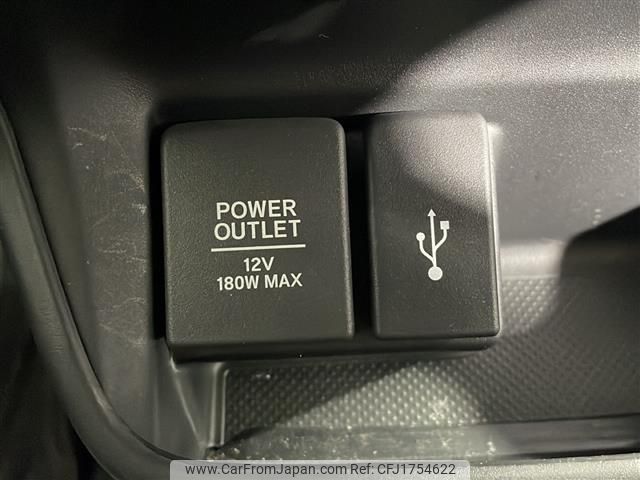 POWER
OUTLET
12V
180W MAX
www.CarFromJapan.com Ref:CFJ1754622